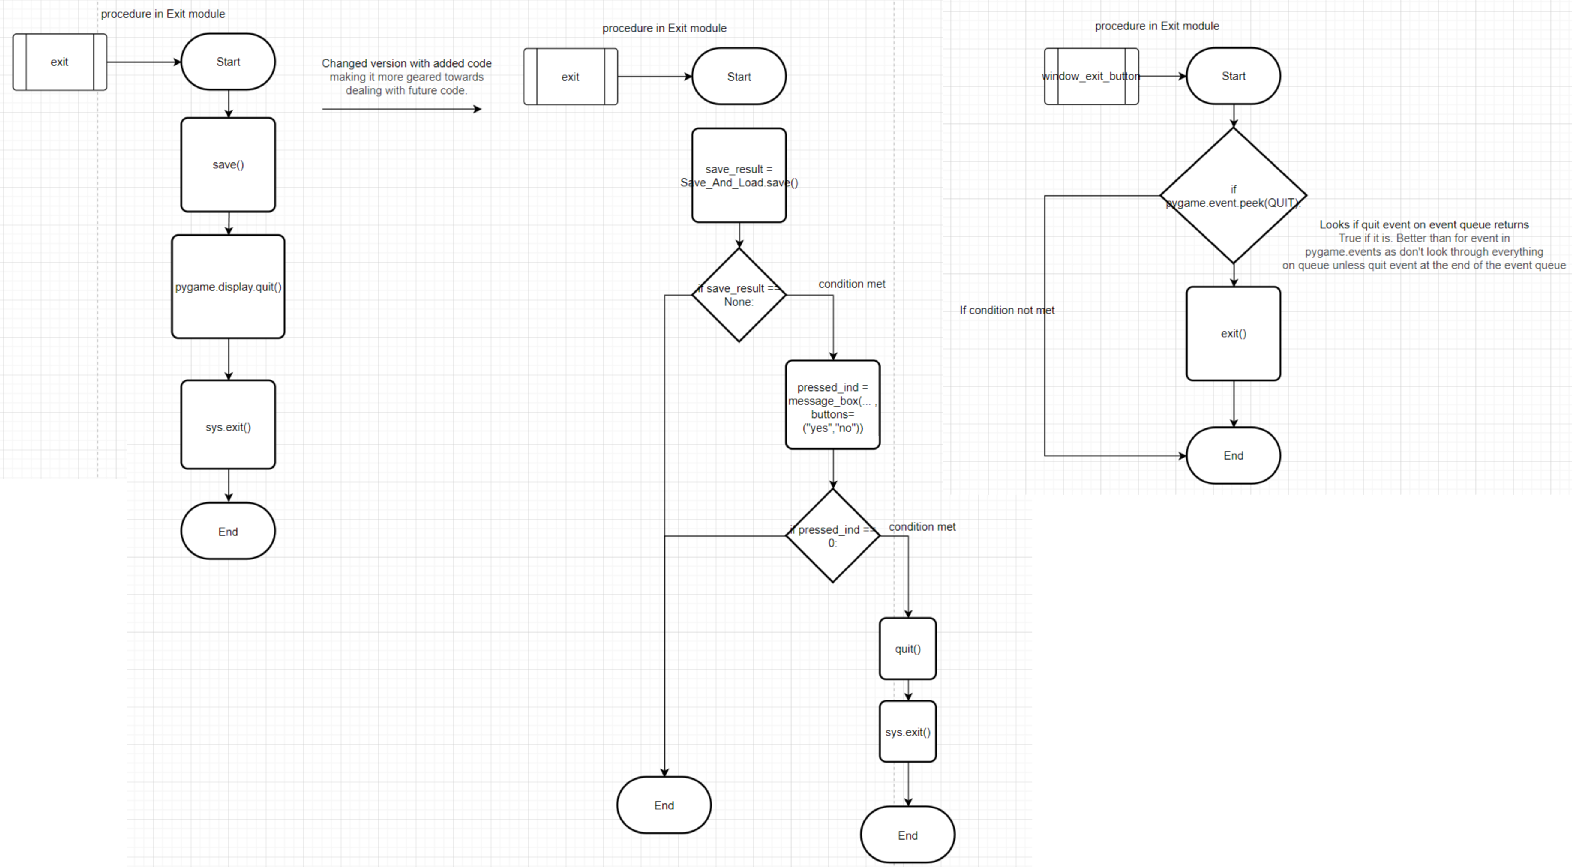 procedure in Exit module
exit
Start
save()
pygame.display.quit()
sys.exit()
End
Changed version with added code
making it more geared towards
dealing with future code.
procedure in Exit module
exit
Start
save_result =
Save_And_Load.save()
if save_result ==
None:
condition met
pressed_ind =
message_box(... ,
buttons=
("yes","no"))
if pressed_ind ==
0:
condition met
quit()
sys.exit()
End
End
procedure in Exit module
window_exit_button
Start
if
pygame.event.peek(QUIT):
Looks if quit event on event queue returns
True if it is. Better than for event in
pygame.events as don't look through everything
on queue unless quit event at the end of the event queue
If condition not met
exit()
End